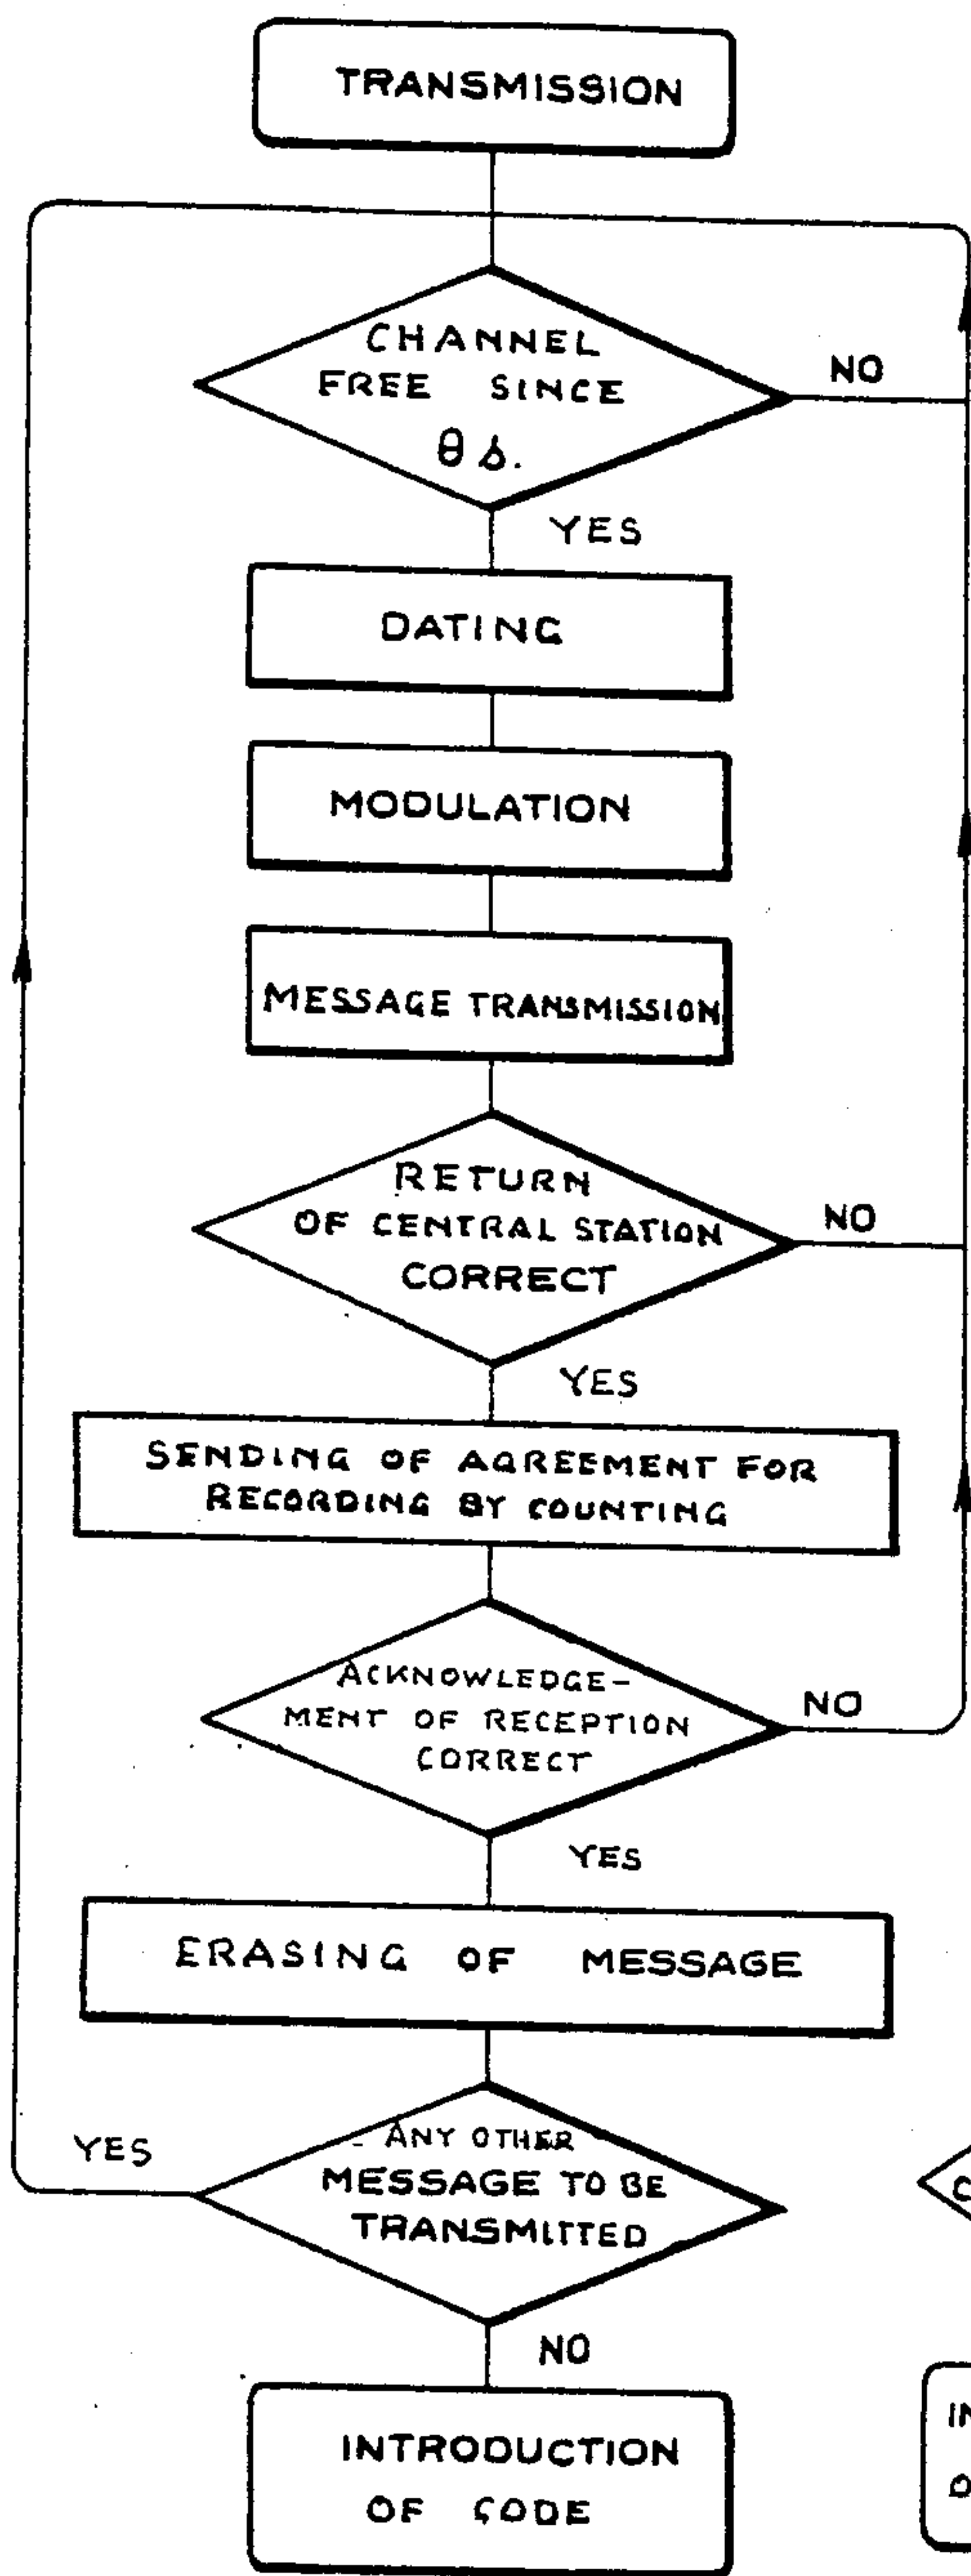 TRANSMISSION
CHANNEL
FREE SINCE
θ s.
NO
YES
DATING
MODULATION
MESSAGE TRANSMISSION
RETURN
OF CENTRAL STATION
CORRECT
NO
YES
SENDING OF AGREEMENT FOR
RECORDING BY COUNTING
ACKNOWLEDGE-
MENT OF RECEPTION
CORRECT
NO
YES
ERASING OF MESSAGE
ANY OTHER
MESSAGE TO BE
TRANSMITTED
YES
NO
INTRODUCTION
OF CODE